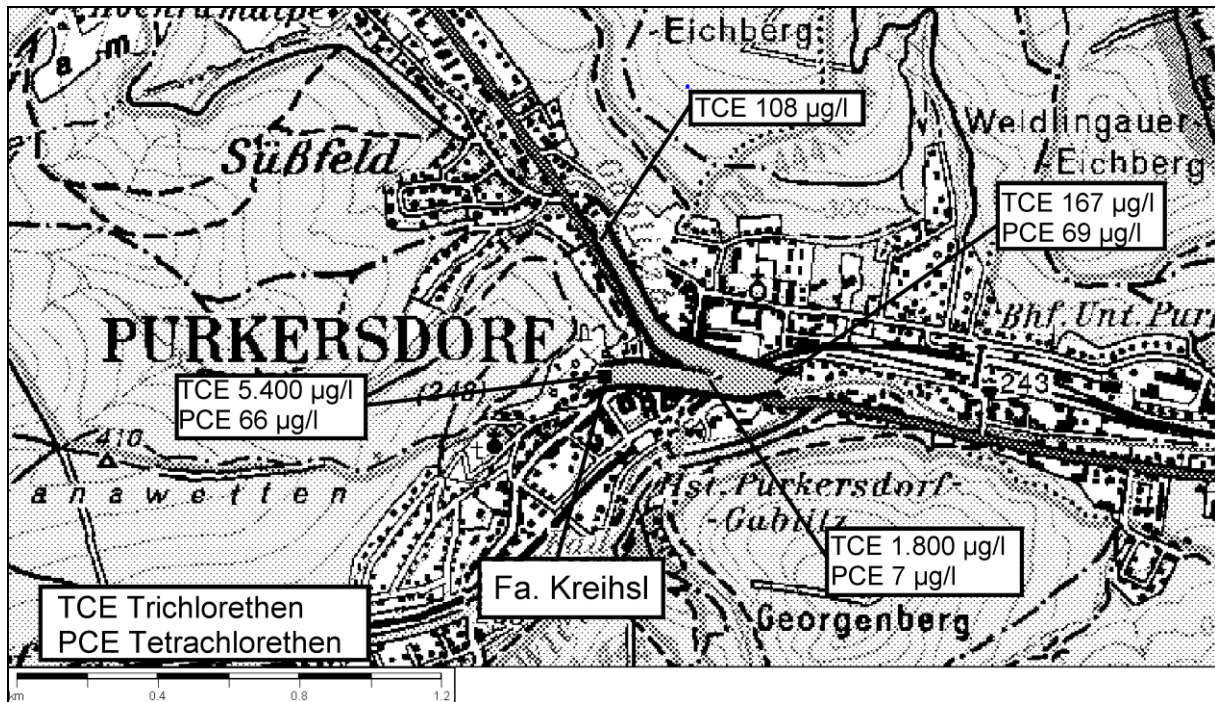 -Eichberg
TCE 108 µg/l
Weidlingauer-
-Eichberg
Süßfeld
TCE 167 µg/l
PCE 69 µg/l
PURKERSDORF
Bhf. Unt. Pur
TCE 5.400 µg/l
PCE 66 µg/l
(248)
243
410
anawetten
Hst. Purkersdorf-
-Gablitz
TCE 1.800 µg/l
PCE 7 µg/l
Fa. Kreihsl
Georgenberg
TCE Trichlorethen
PCE Tetrachlorethen
km 0.4 0.8 1.2